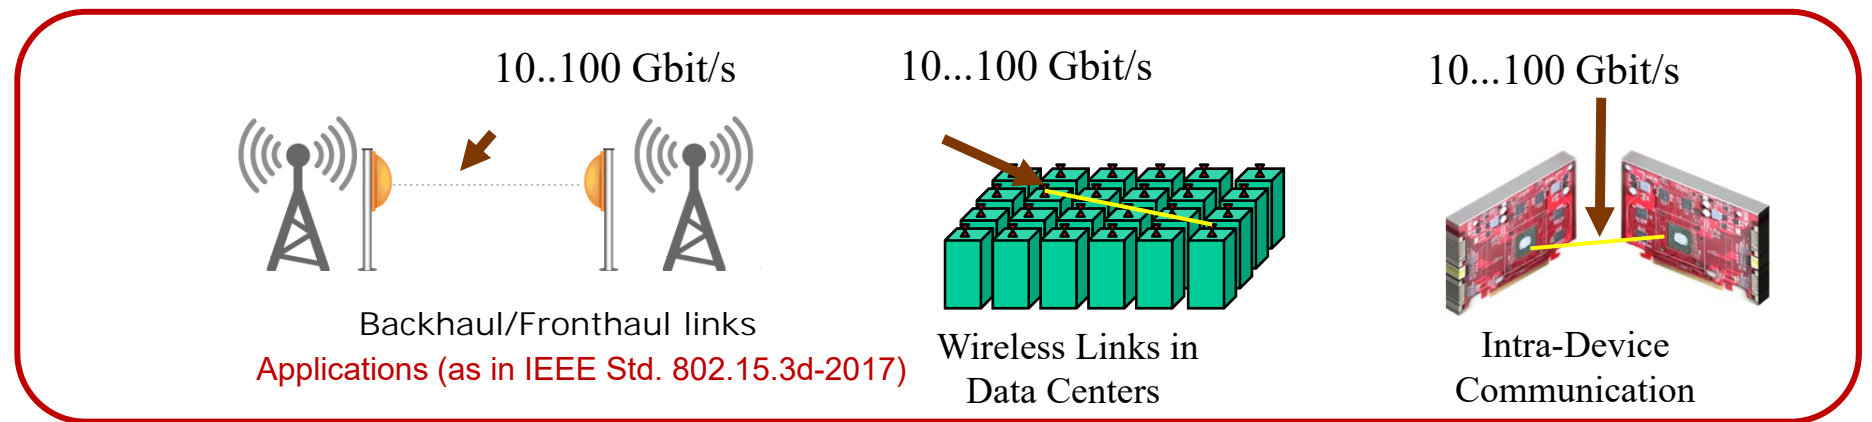 10..100 Gbit/s
Backhaul/Fronthaul links
Applications (as in IEEE Std. 802.15.3d-2017)
10...100 Gbit/s
Wireless Links in
Data Centers
10...100 Gbit/s
Intra-Device
Communication